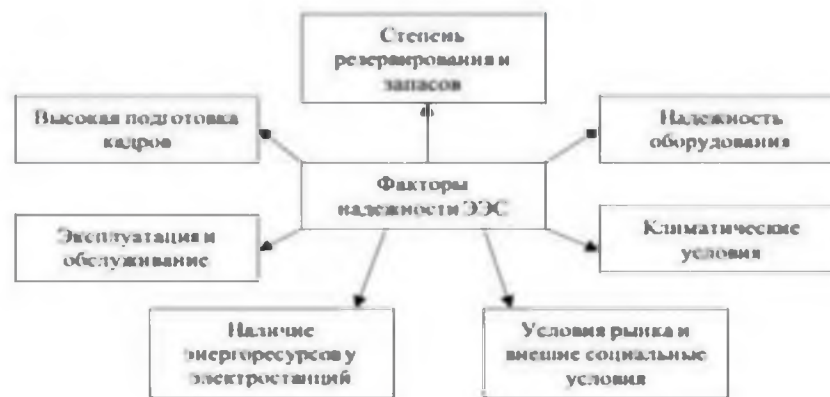 Степень
резервирования и
запасов
Высокая подготовка
кадров
Надежность
оборудования
Факторы
надежности ЭЭС
Эксплуатация и
обслуживание
Климатические
условия
Наличие
энергоресурсов у
электростанций
Условия рынка и
внешние социальные
условия